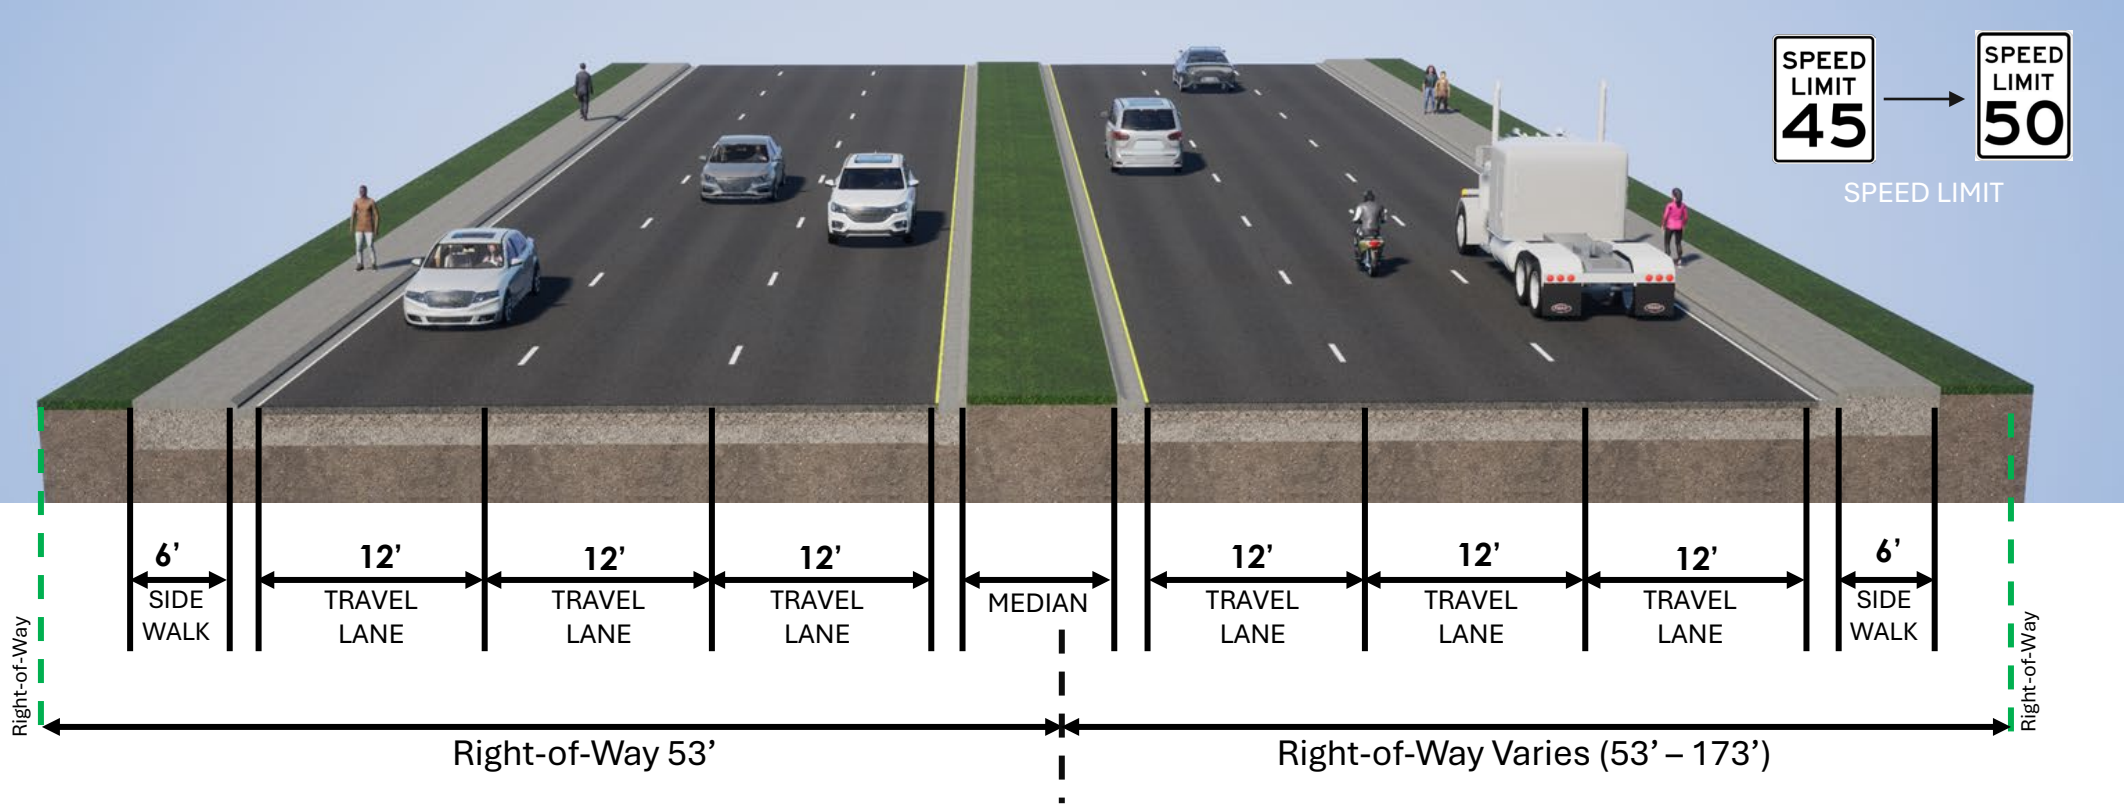 SPEED
LIMIT
45
SPEED
LIMIT
50
SPEED LIMIT
6’
SIDE
WALK
12’
TRAVEL
LANE
12’
TRAVEL
LANE
12’
TRAVEL
LANE
MEDIAN
12’
TRAVEL
LANE
12’
TRAVEL
LANE
12’
TRAVEL
LANE
6’
SIDE
WALK
Right-of-Way
Right-of-Way
Right-of-Way 53’
Right-of-Way Varies (53’ – 173’)